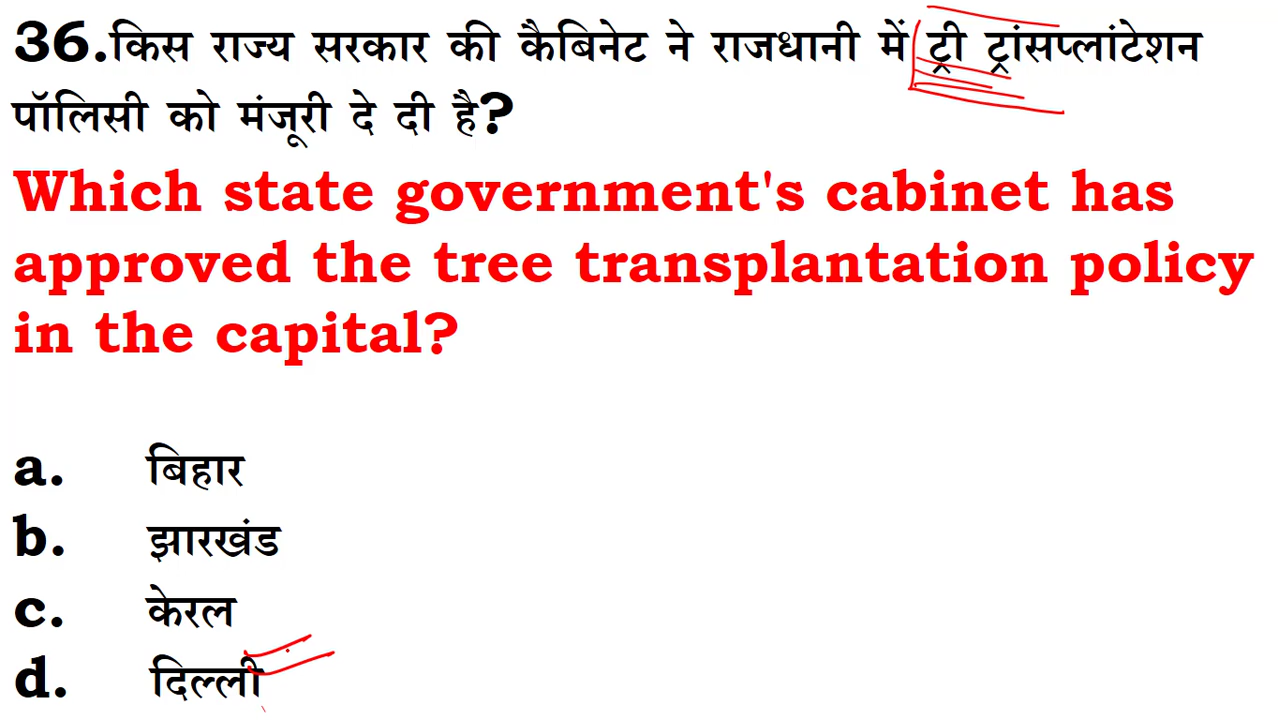 36.किस राज्य सरकार की कैबिनेट ने राजधानी में ट्री ट्रांसप्लांटेशन
पॉलिसी को मंजूरी दे दी है?
Which state government's cabinet has
approved the tree transplantation policy
in the capital?
a. बिहार
b. झारखंड
c. केरल
d. दिल्ली